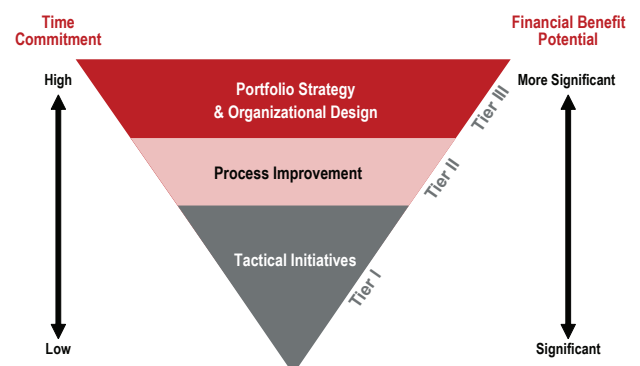 Time
Commitment
Financial Benefit
Potential
High
More Significant
Portfolio Strategy
& Organizational Design
Tier III
Process Improvement
Tier II
Tactical Initiatives
Tier I
Low
Significant